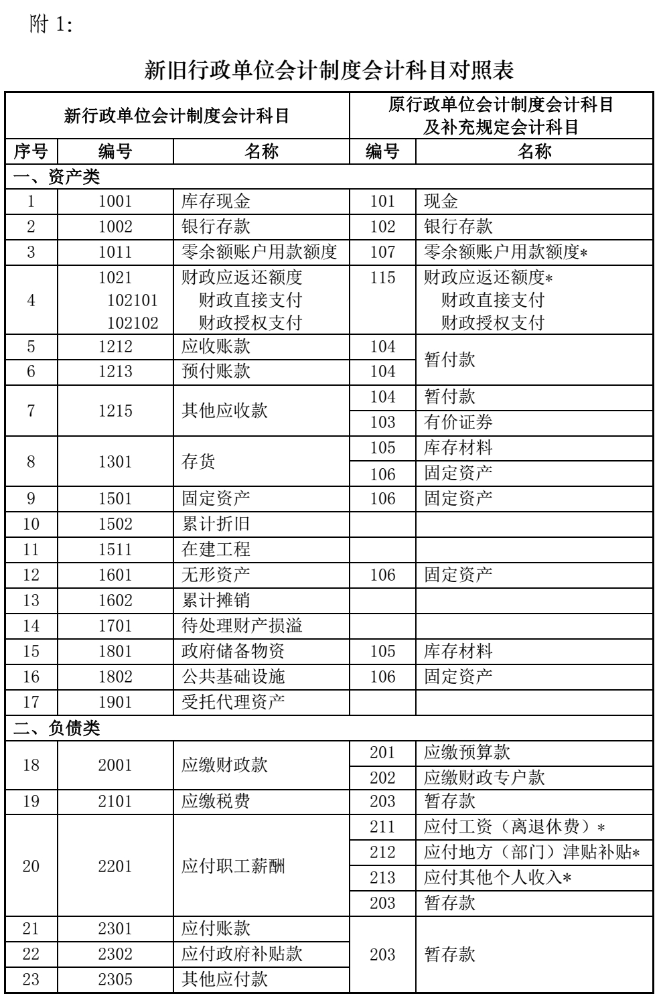 附 1:
新旧行政单位会计制度会计科目对照表
新行政单位会计制度会计科目 原行政单位会计制度会计科目
及补充规定会计科目
序号 编号 名称 编号 名称
一、资产类
1 1001 库存现金 101 现金
2 1002 银行存款 102 银行存款
3 1011 零余额账户用款额度 107 零余额账户用款额度*
4 1021 财政应返还额度 115 财政应返还额度*
102101 财政直接支付 财政直接支付
102102 财政授权支付 财政授权支付
5 1212 应收账款 104 暂付款
6 1213 预付账款 104
7 1215 其他应收款 104 暂付款
103 有价证券
8 1301 存货 105 库存材料
106 固定资产
9 1501 固定资产 106 固定资产
10 1502 累计折旧
11 1511 在建工程
12 1601 无形资产 106 固定资产
13 1602 累计摊销
14 1701 待处理财产损溢
15 1801 政府储备物资 105 库存材料
16 1802 公共基础设施 106 固定资产
17 1901 受托代理资产
二、负债类
18 2001 应缴财政款 201 应缴预算款
202 应缴财政专户款
19 2101 应缴税费 203 暂存款
20 2201 应付职工薪酬 211 应付工资（离退休费）*
212 应付地方（部门）津贴补贴*
213 应付其他个人收入*
203 暂存款
21 2301 应付账款 203 暂存款
22 2302 应付政府补贴款
23 2305 其他应付款